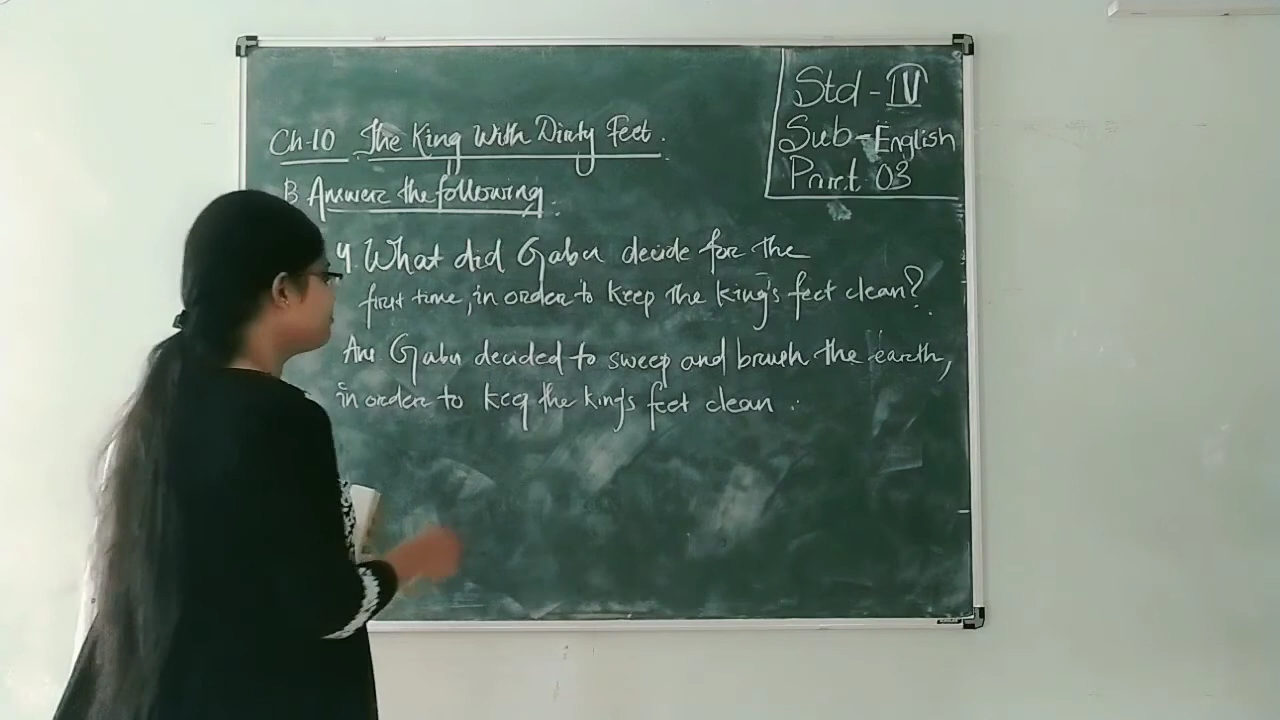 Std - IV
Sub - English
Part 03
Ch-10 The King With Dirty Feet.
B Answer the following.
4. What did Gabu decide for the
first time, in order to keep the king's feet clean?
Ans Gabu decided to sweep and brush the earth,
in order to keep the king's feet clean.